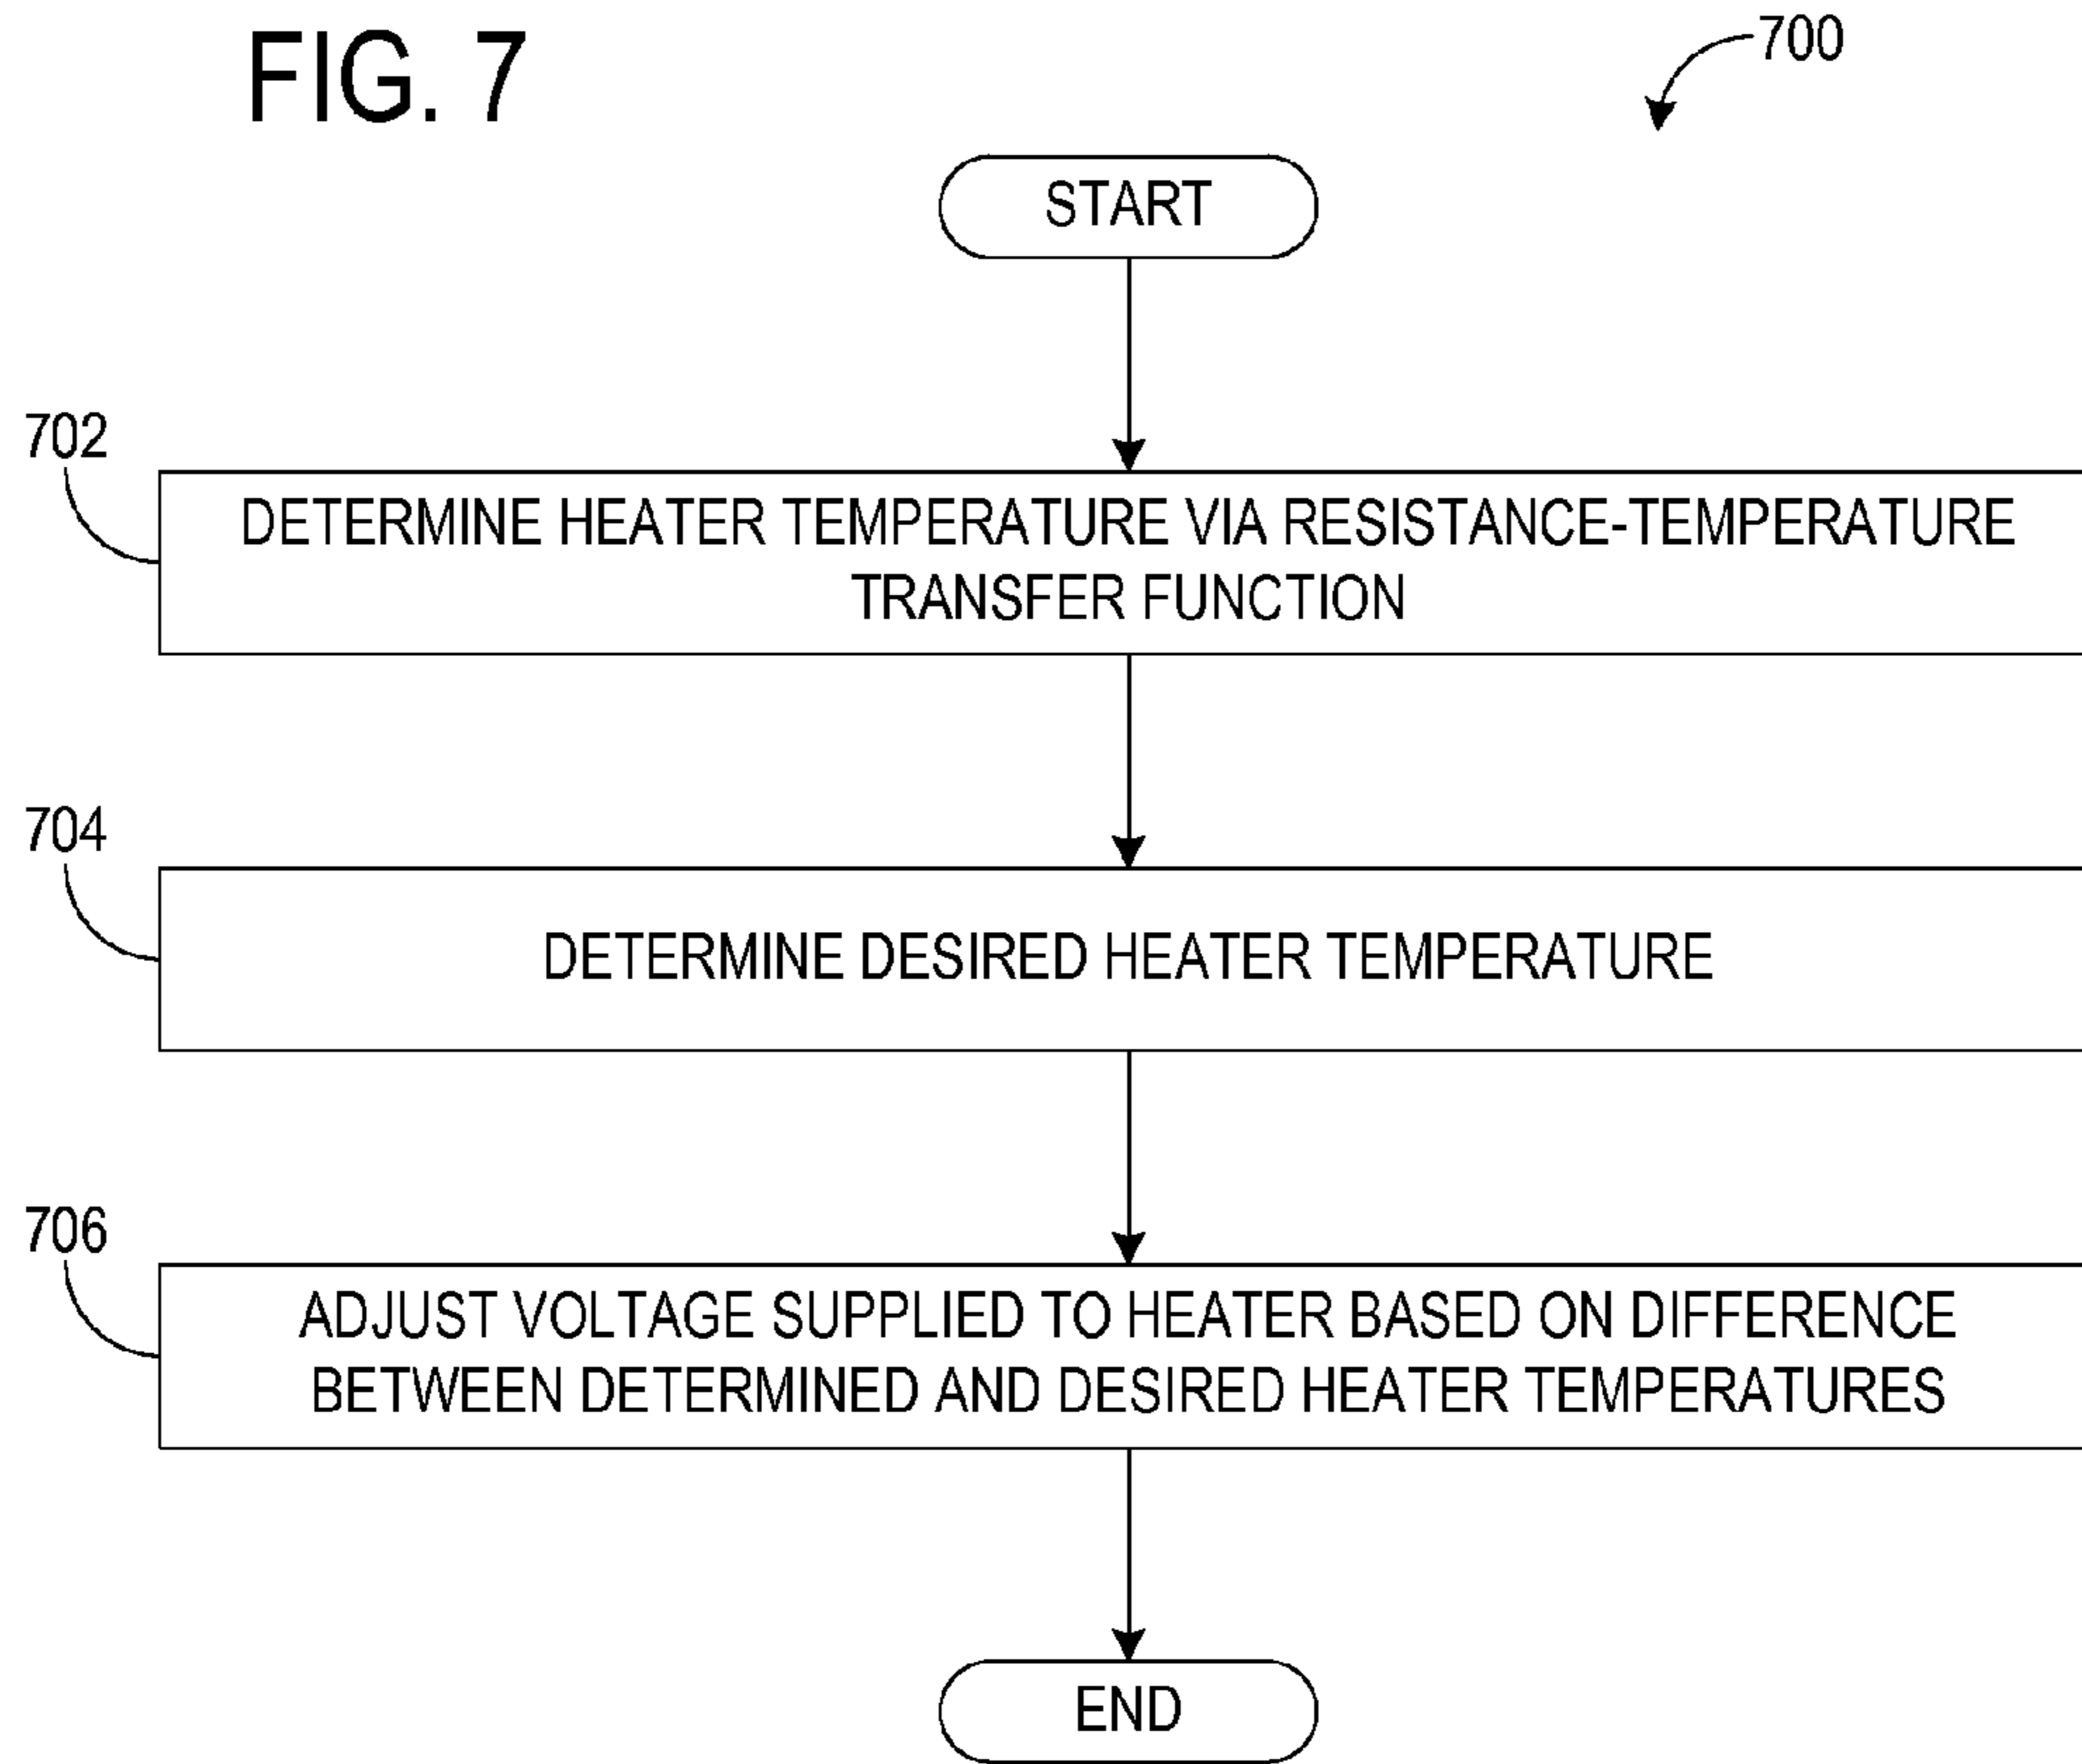 FIG. 7
700
START
702
DETERMINE HEATER TEMPERATURE VIA RESISTANCE-TEMPERATURE
TRANSFER FUNCTION
704
DETERMINE DESIRED HEATER TEMPERATURE
706
ADJUST VOLTAGE SUPPLIED TO HEATER BASED ON DIFFERENCE
BETWEEN DETERMINED AND DESIRED HEATER TEMPERATURES
END